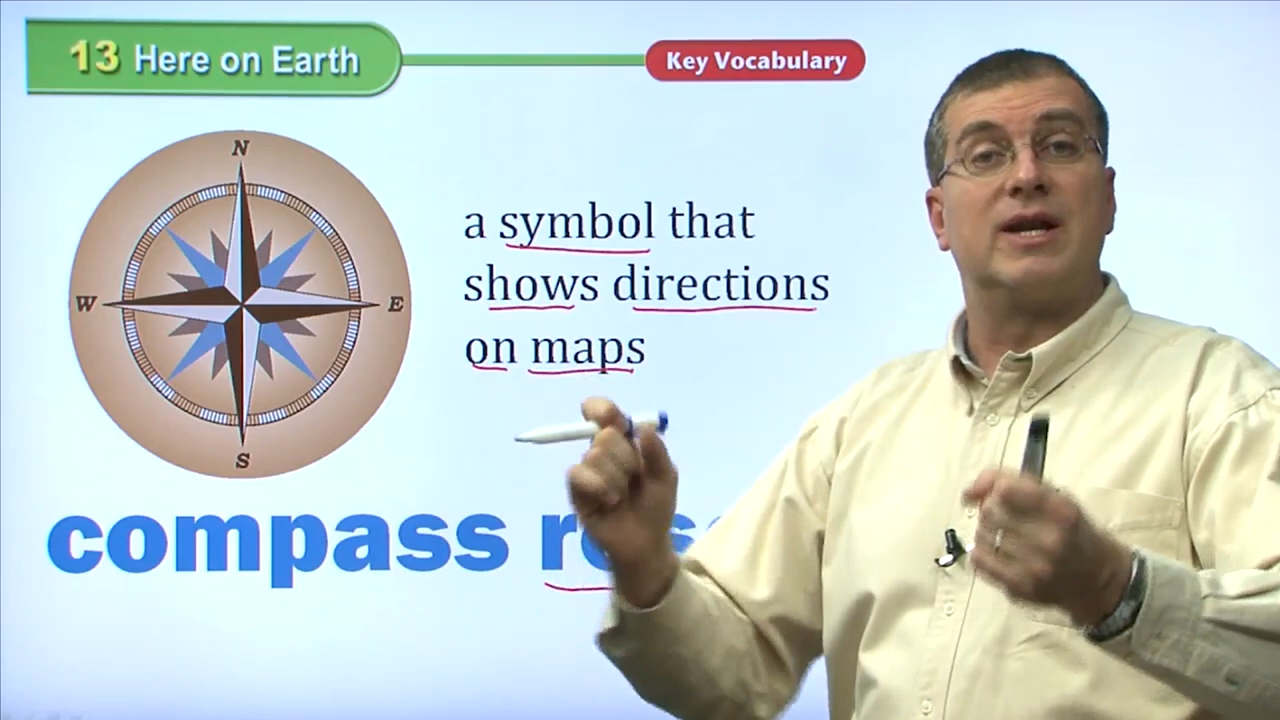 13 Here on Earth
Key Vocabulary
N
W
E
S
a symbol that
shows directions
on maps
compass